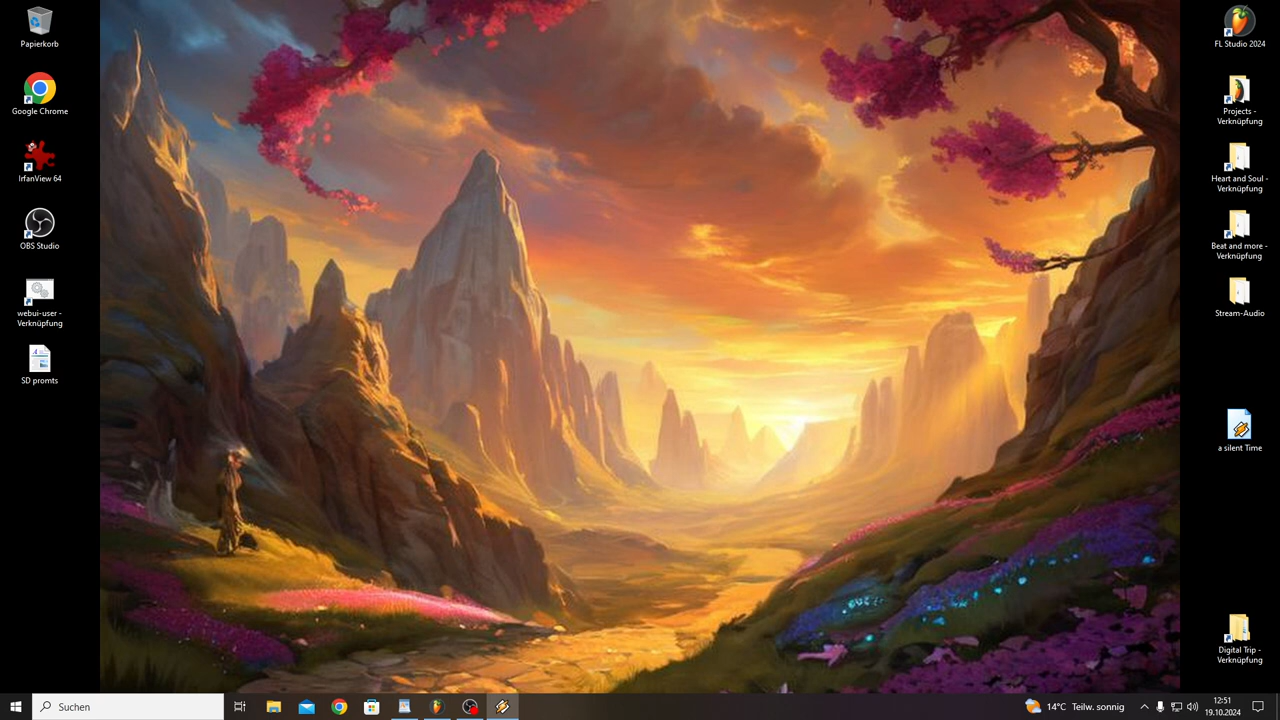 Papierkorb
Google Chrome
IrfanView 64
OBS Studio
webui-user -
Verknüpfung
SD promts
FL Studio 2024
Projects -
Verknüpfung
Heart and Soul -
Verknüpfung
Beat and more -
Verknüpfung
Stream-Audio
a silent Time
Digital Trip -
Verknüpfung
Suchen
14°C Teilw. sonnig
12:51
19.10.2024